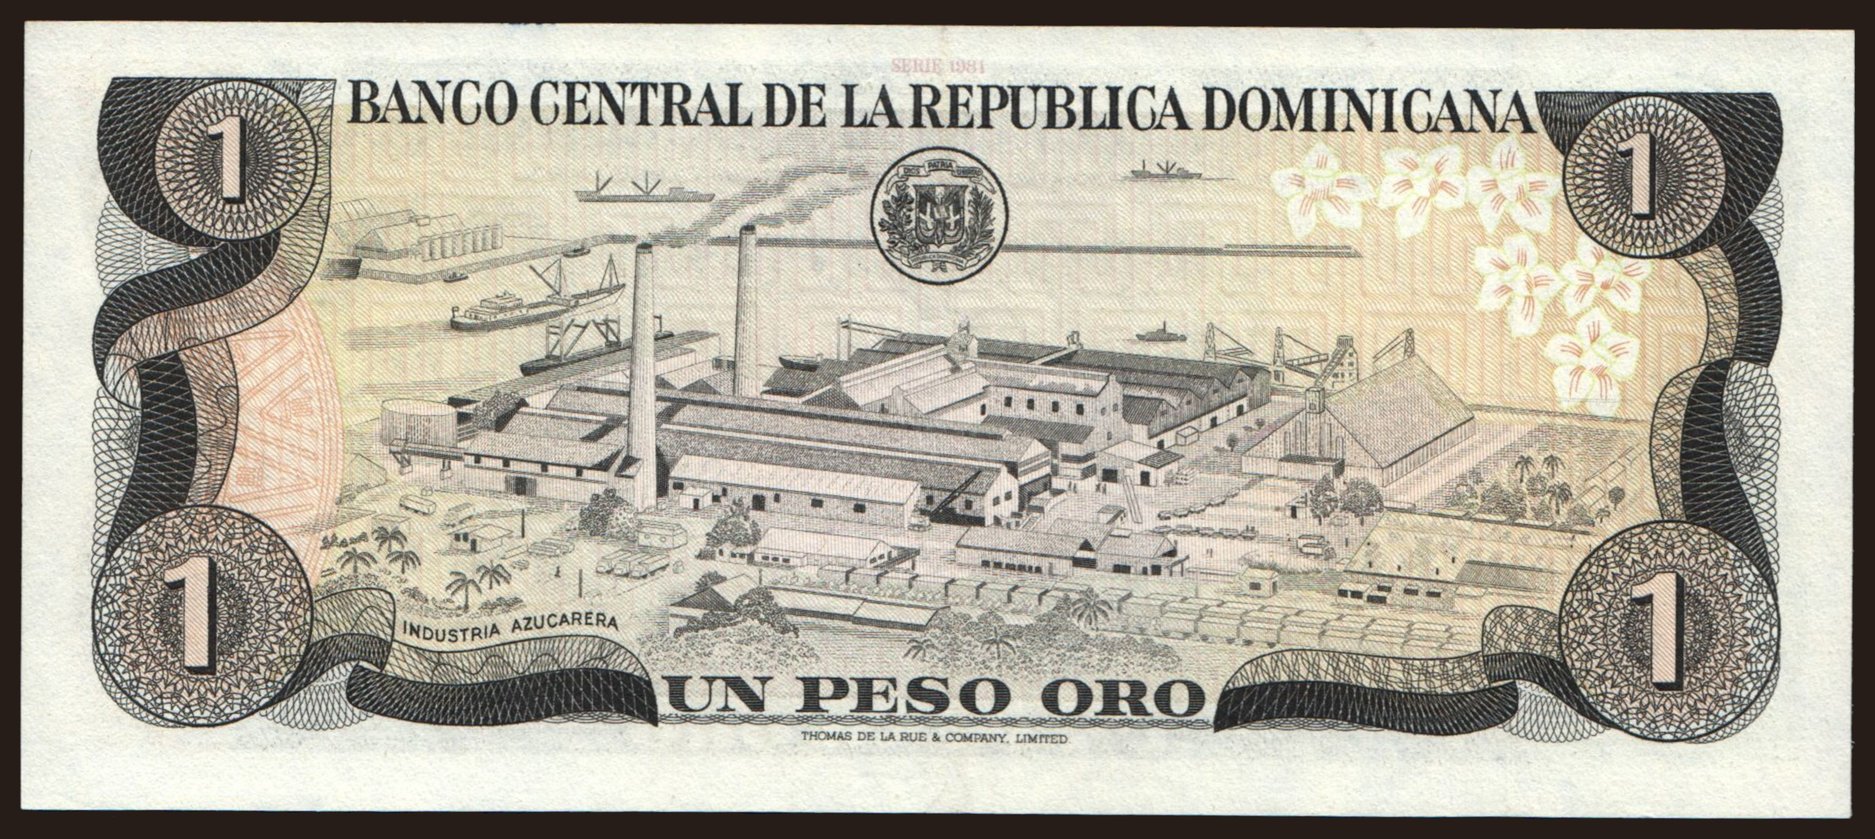 SERIE 1981
BANCO CENTRAL DE LA REPUBLICA DOMINICANA
1
1
PATRIA
INDUSTRIA AZUCARERA
1
1
UN PESO ORO
THOMAS DE LA RUE & COMPANY, LIMITED